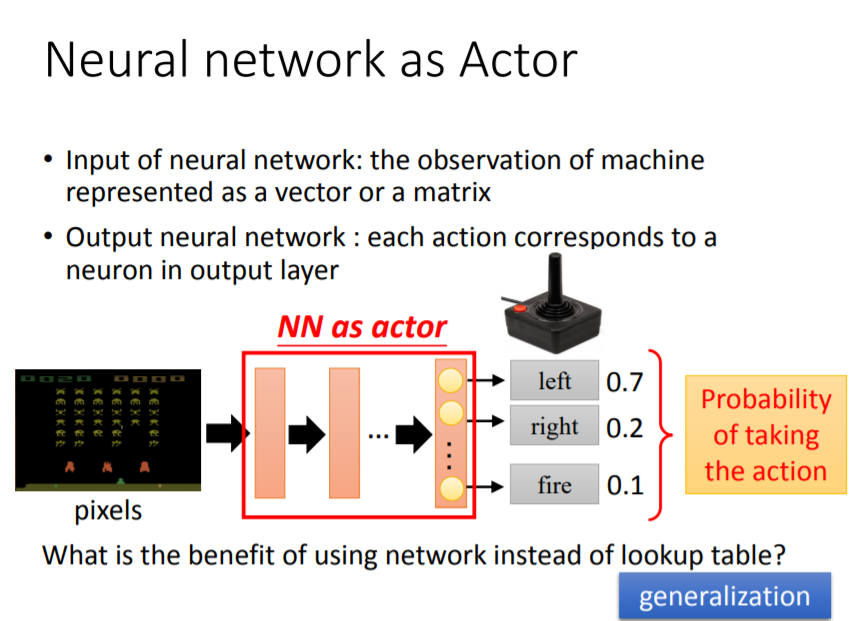 Neural network as Actor
• Input of neural network: the observation of machine
represented as a vector or a matrix
• Output neural network : each action corresponds to a
neuron in output layer
NN as actor
left 0.7
right 0.2
fire 0.1
...
Probability
of taking
the action
pixels
What is the benefit of using network instead of lookup table?
generalization